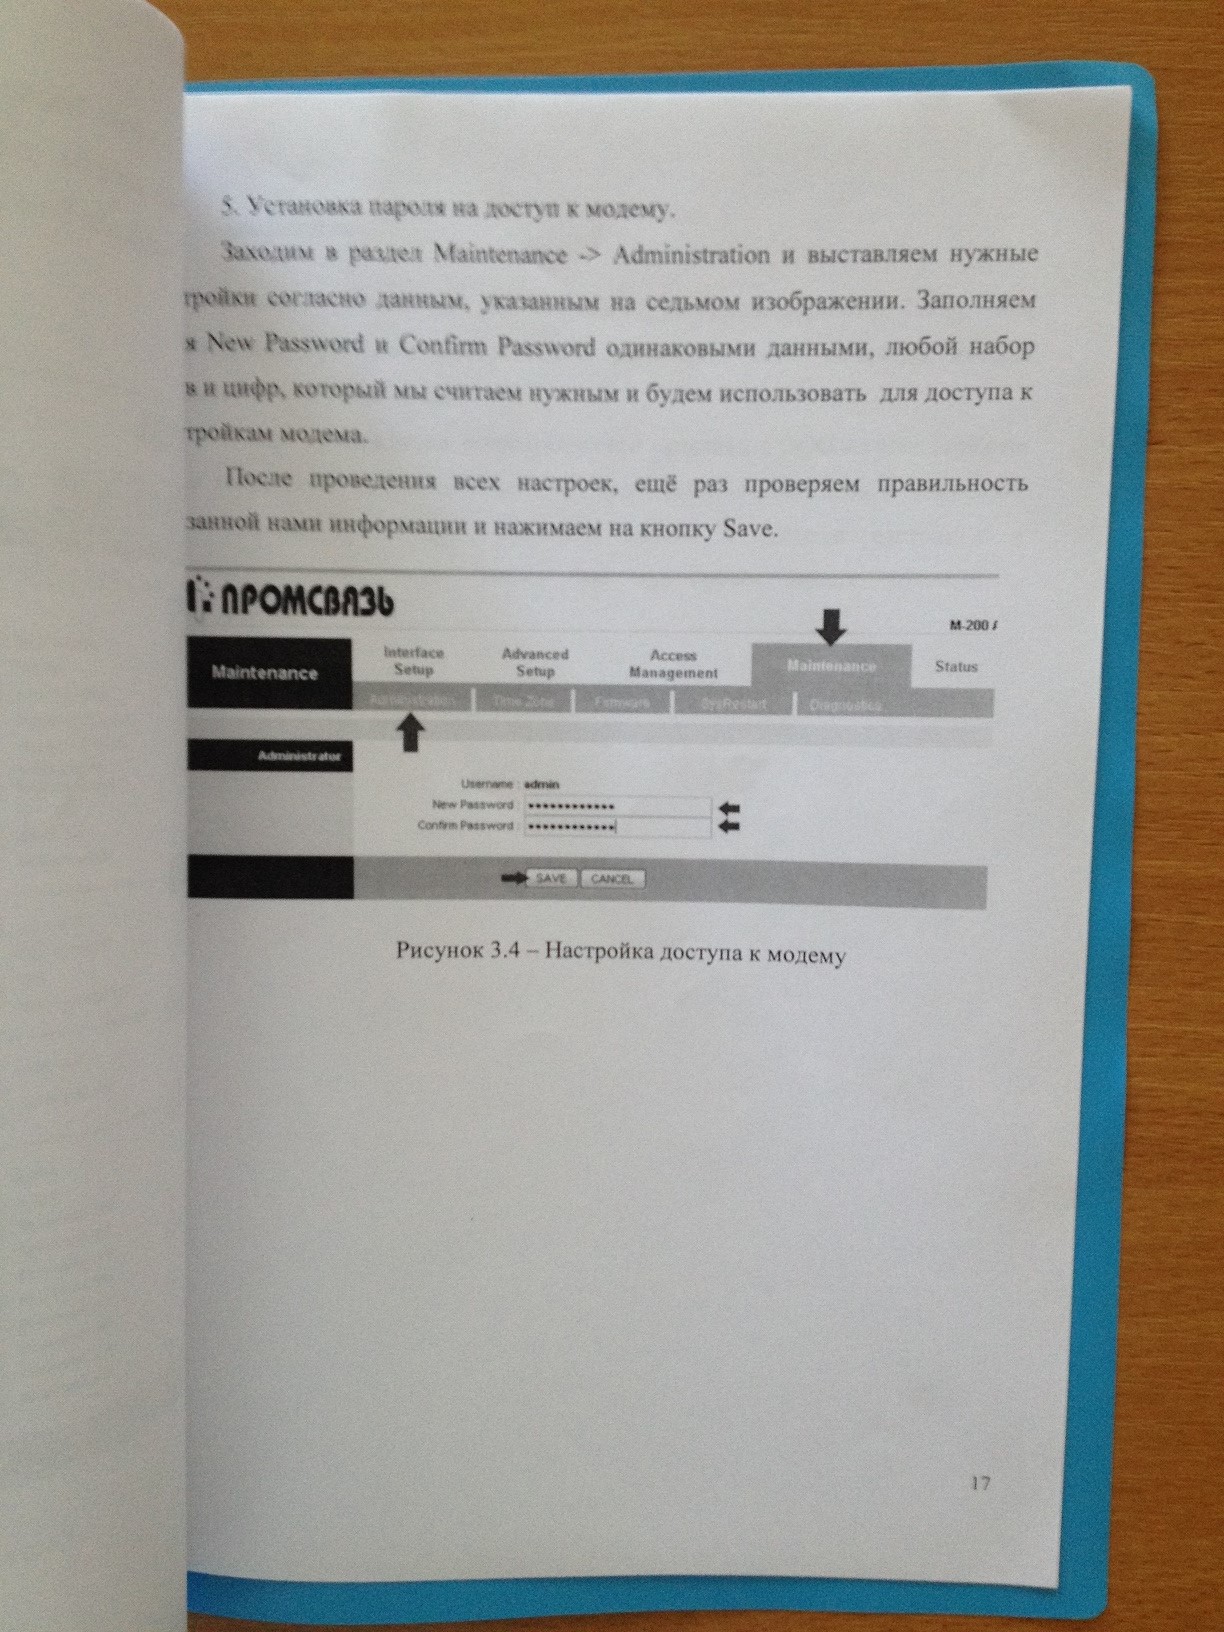 5. Установка пароля на доступ к модему.
Заходим в раздел Maintenance -> Administration и выставляем нужные
тройки согласно данным, указанным на седьмом изображении. Заполняем
я New Password и Confirm Password одинаковыми данными, любой набор
в и цифр, который мы считаем нужным и будем использовать для доступа к
тройкам модема.
После проведения всех настроек, ещё раз проверяем правильность
занной нами информации и нажимаем на кнопку Save.
ПРОМСВЯЗЬ
M-200
Maintenance
Interface Setup
Advanced Setup
Access Management
Maintenance
Status
Administration
Time Zone
Firmware
SysRestart
Diagnostics
Administrator
Username : admin
New Password :
Confirm Password :
SAVE
CANCEL
Рисунок 3.4 – Настройка доступа к модему
17